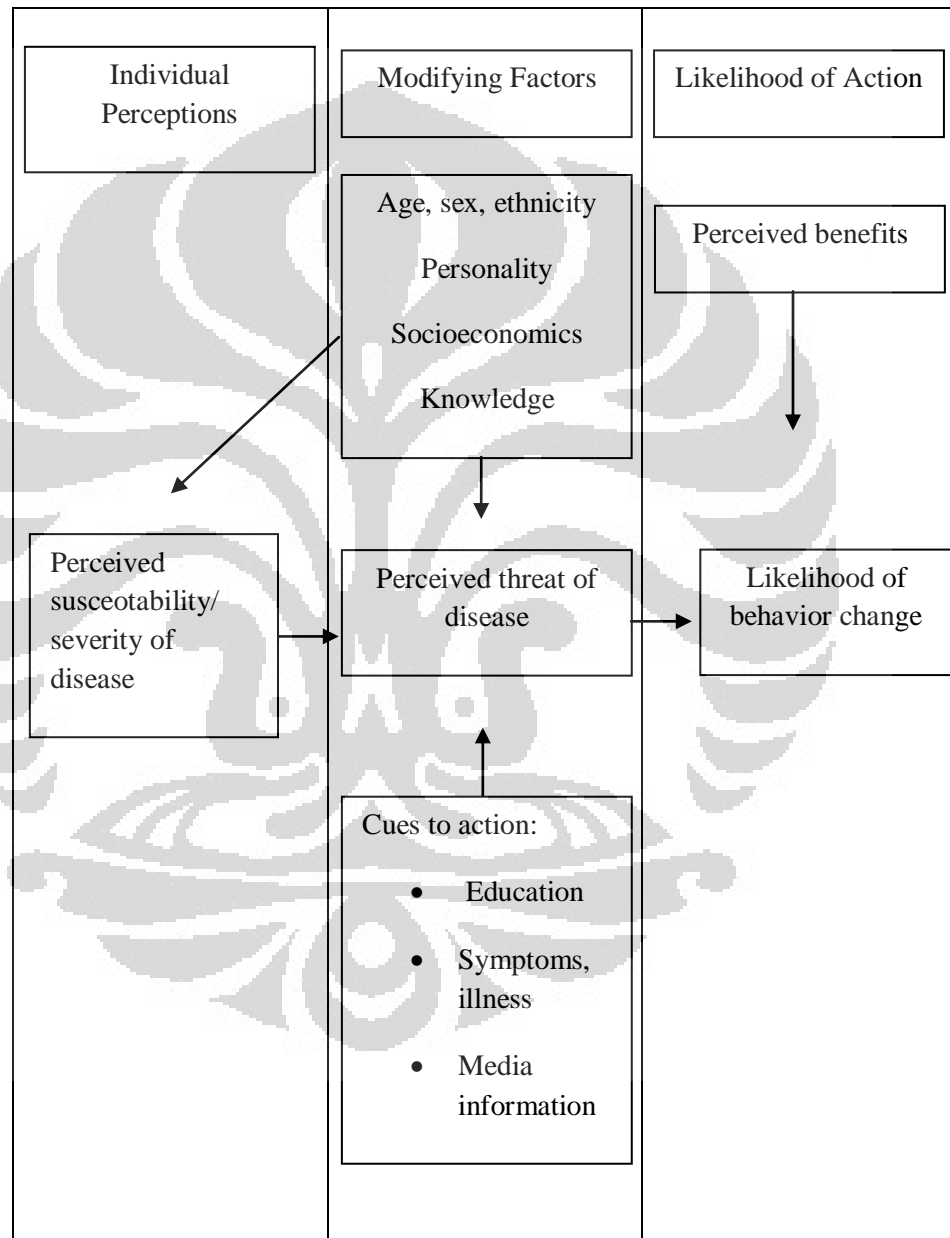 Individual
Perceptions
Modifying Factors
Likelihood of Action
Age, sex, ethnicity
Personality
Socioeconomics
Knowledge
Perceived benefits
Perceived
susceotability/
severity of
disease
Perceived threat of
disease
Likelihood of
behavior change
Cues to action:
• Education
• Symptoms,
illness
• Media
information